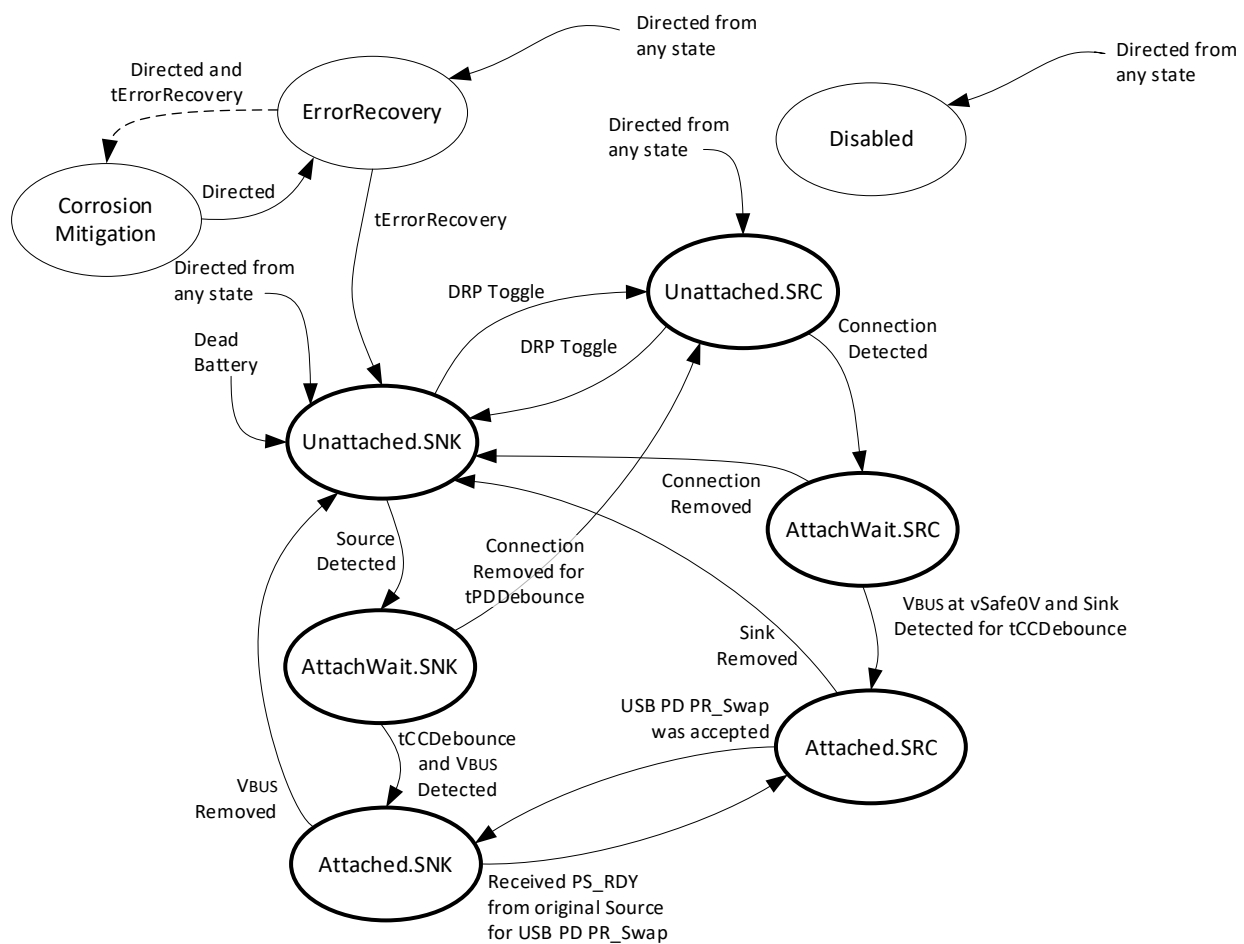 Directed from
any state
Directed and
tErrorRecovery
ErrorRecovery
Directed from
any state
Directed from
any state
Disabled
Corrosion
Mitigation
Directed
tErrorRecovery
Directed from
any state
DRP Toggle
Unattached.SRC
Dead
Battery
DRP Toggle
Connection
Detected
Unattached.SNK
Connection
Removed
AttachWait.SRC
Source
Detected
Connection
Removed for
tPDDebounce
VBUS at vSafe0V and Sink
Detected for tCCDebounce
AttachWait.SNK
Sink
Removed
USB PD PR_Swap
was accepted
Attached.SRC
tCCDebounce
and VBUS
Detected
VBUS
Removed
Attached.SNK
Received PS_RDY
from original Source
for USB PD PR_Swap